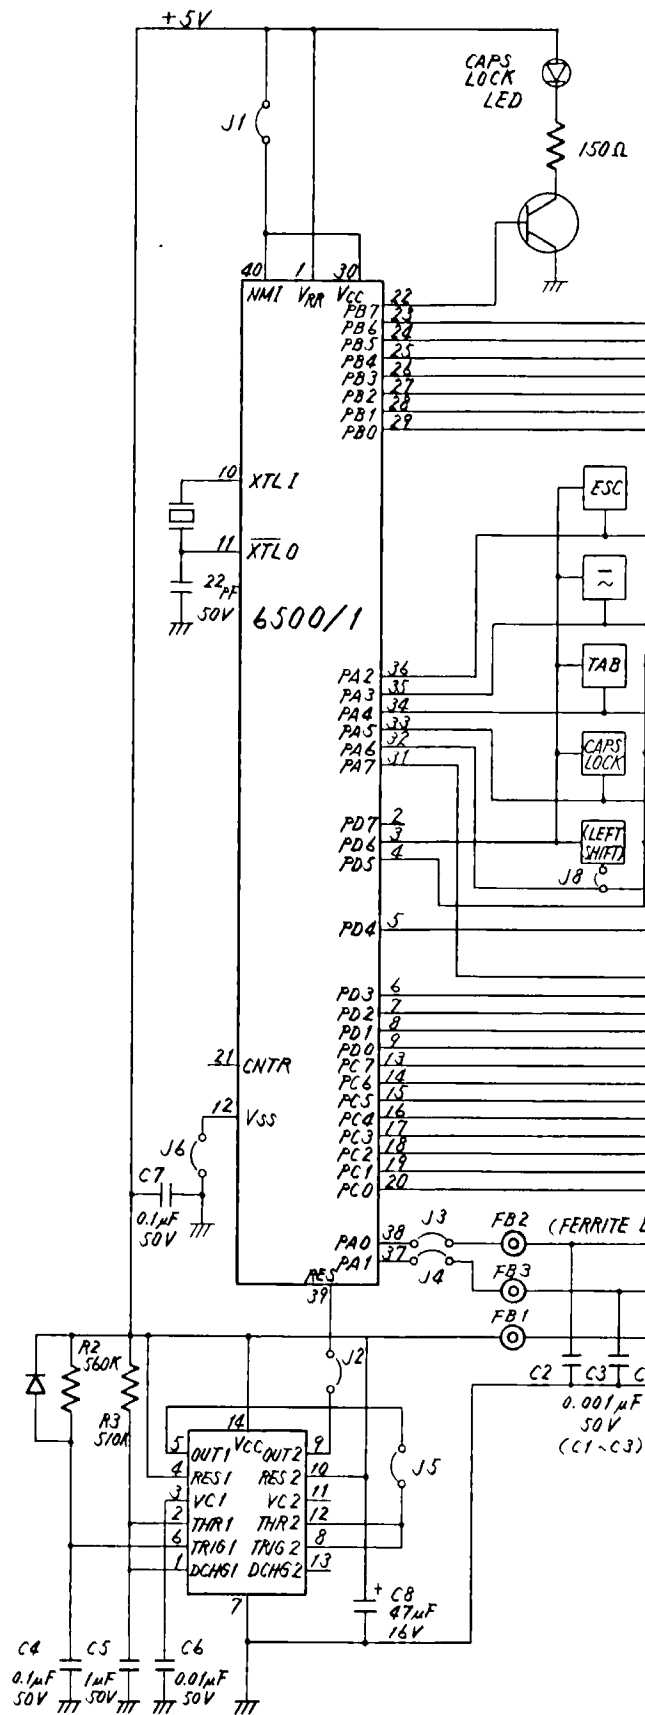 +5V
CAPS
LOCK
LED
J1
150Ω
40 1 30
NMI VRR VCC
PB7 22
PB6 23
PB5 24
PB4 25
PB3 26
PB2 27
PB1 28
PB0 29
10 XTLI
ESC
11 XTLO
22PF
50V
6500/1
— ~
PA2 36
PA3 35
PA4 34
TAB
PA5 33
PA6 32
PA7 31
CAPS
LOCK
PD7 2
PD6 3
PD5 4
(LEFT
SHIFT)
J8
PD4 5
PD3 6
PD2 7
PD1 8
PD0 9
21 CNTR
PC7 13
PC6 14
PC5 15
12 VSS
PC4 16
PC3 17
PC2 18
PC1 19
PC0 20
J6
C7
0.1μF
50V
J3 FB2 (FERRITE
PA0 38
PA1 37
J4 FB3
RES
39
FB1
R2
560K
J2
C2 C3 C
R3
510K
0.001μF
50V
(C1~C3)
14
VCC
5 OUT1 OUT2 9
4 RES1 RES2 10
J5
3 VC1 VC2 11
2 THR1 THR2 12
6 TRIG1 TRIG2 8
1 DCHG1 DCHG2 13
7
+ C8
47μF
16V
C4 C5 C6
0.1μF 1μF 0.01μF
50V 50V 50V